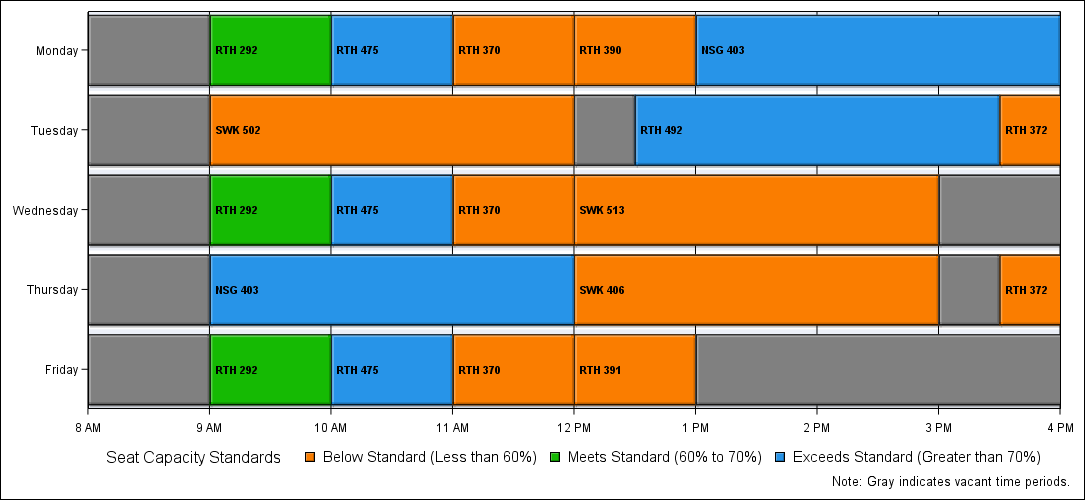 Monday RTH 292 RTH 475 RTH 370 RTH 390 NSG 403
Tuesday SWK 502 RTH 492 RTH 372
Wednesday RTH 292 RTH 475 RTH 370 SWK 513
Thursday NSG 403 SWK 406 RTH 372
Friday RTH 292 RTH 475 RTH 370 RTH 391
8 AM 9 AM 10 AM 11 AM 12 PM 1 PM 2 PM 3 PM 4 PM
Seat Capacity Standards Below Standard (Less than 60%) Meets Standard (60% to 70%) Exceeds Standard (Greater than 70%)
Note: Gray indicates vacant time periods.